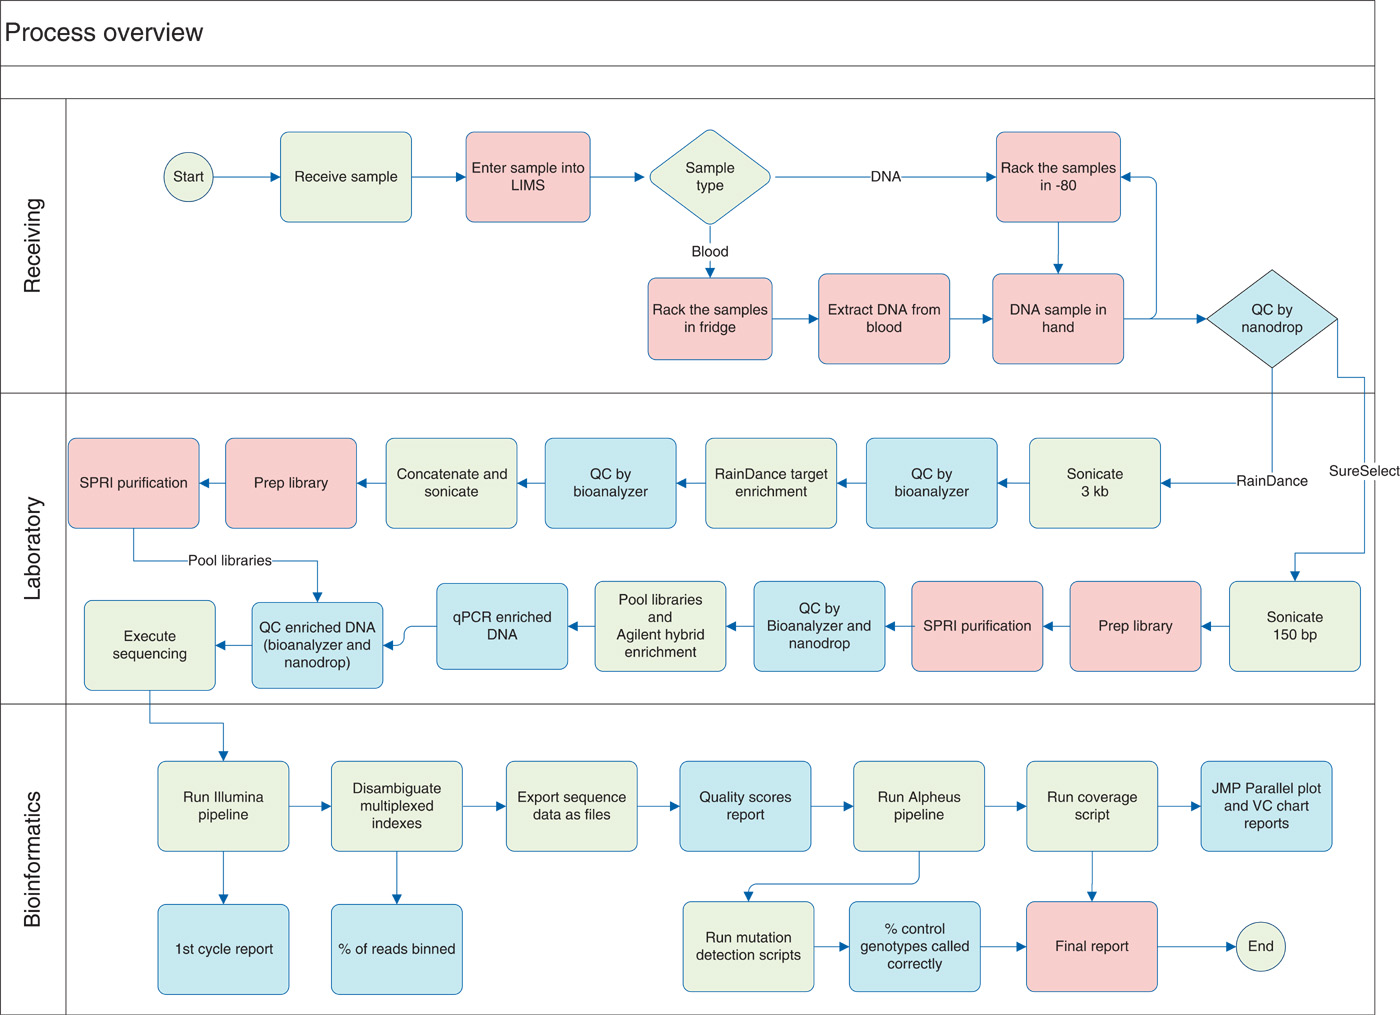 Process overview
Receiving
Start
Receive sample
Enter sample into
LIMS
Sample
type
DNA
Rack the samples
in -80
Blood
Rack the samples
in fridge
Extract DNA from
blood
DNA sample in
hand
QC by
nanodrop
Laboratory
SPRI purification
Prep library
Concatenate and
sonicate
QC by
bioanalyzer
RainDance target
enrichment
QC by
bioanalyzer
Sonicate
3 kb
RainDance
SureSelect
Pool libraries
Execute
sequencing
QC enriched DNA
(bioanalyzer and
nanodrop)
qPCR enriched
DNA
Pool libraries
and
Agilent hybrid
enrichment
QC by
Bioanalyzer and
nanodrop
SPRI purification
Prep library
Sonicate
150 bp
Bioinformatics
Run Illumina
pipeline
Disambiguate
multiplexed
indexes
Export sequence
data as files
Quality scores
report
Run Alpheus
pipeline
Run coverage
script
JMP Parallel plot
and VC chart
reports
1st cycle report
% of reads binned
Run mutation
detection scripts
% control
genotypes called
correctly
Final report
End